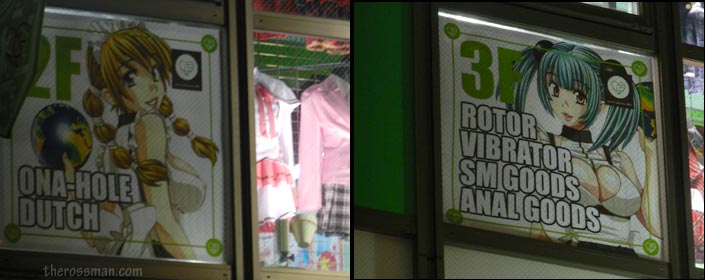 2F
ONA-HOLE
DUTCH
therossman.com
3F
ROTOR
VIBRATOR
SM GOODS
ANAL GOODS